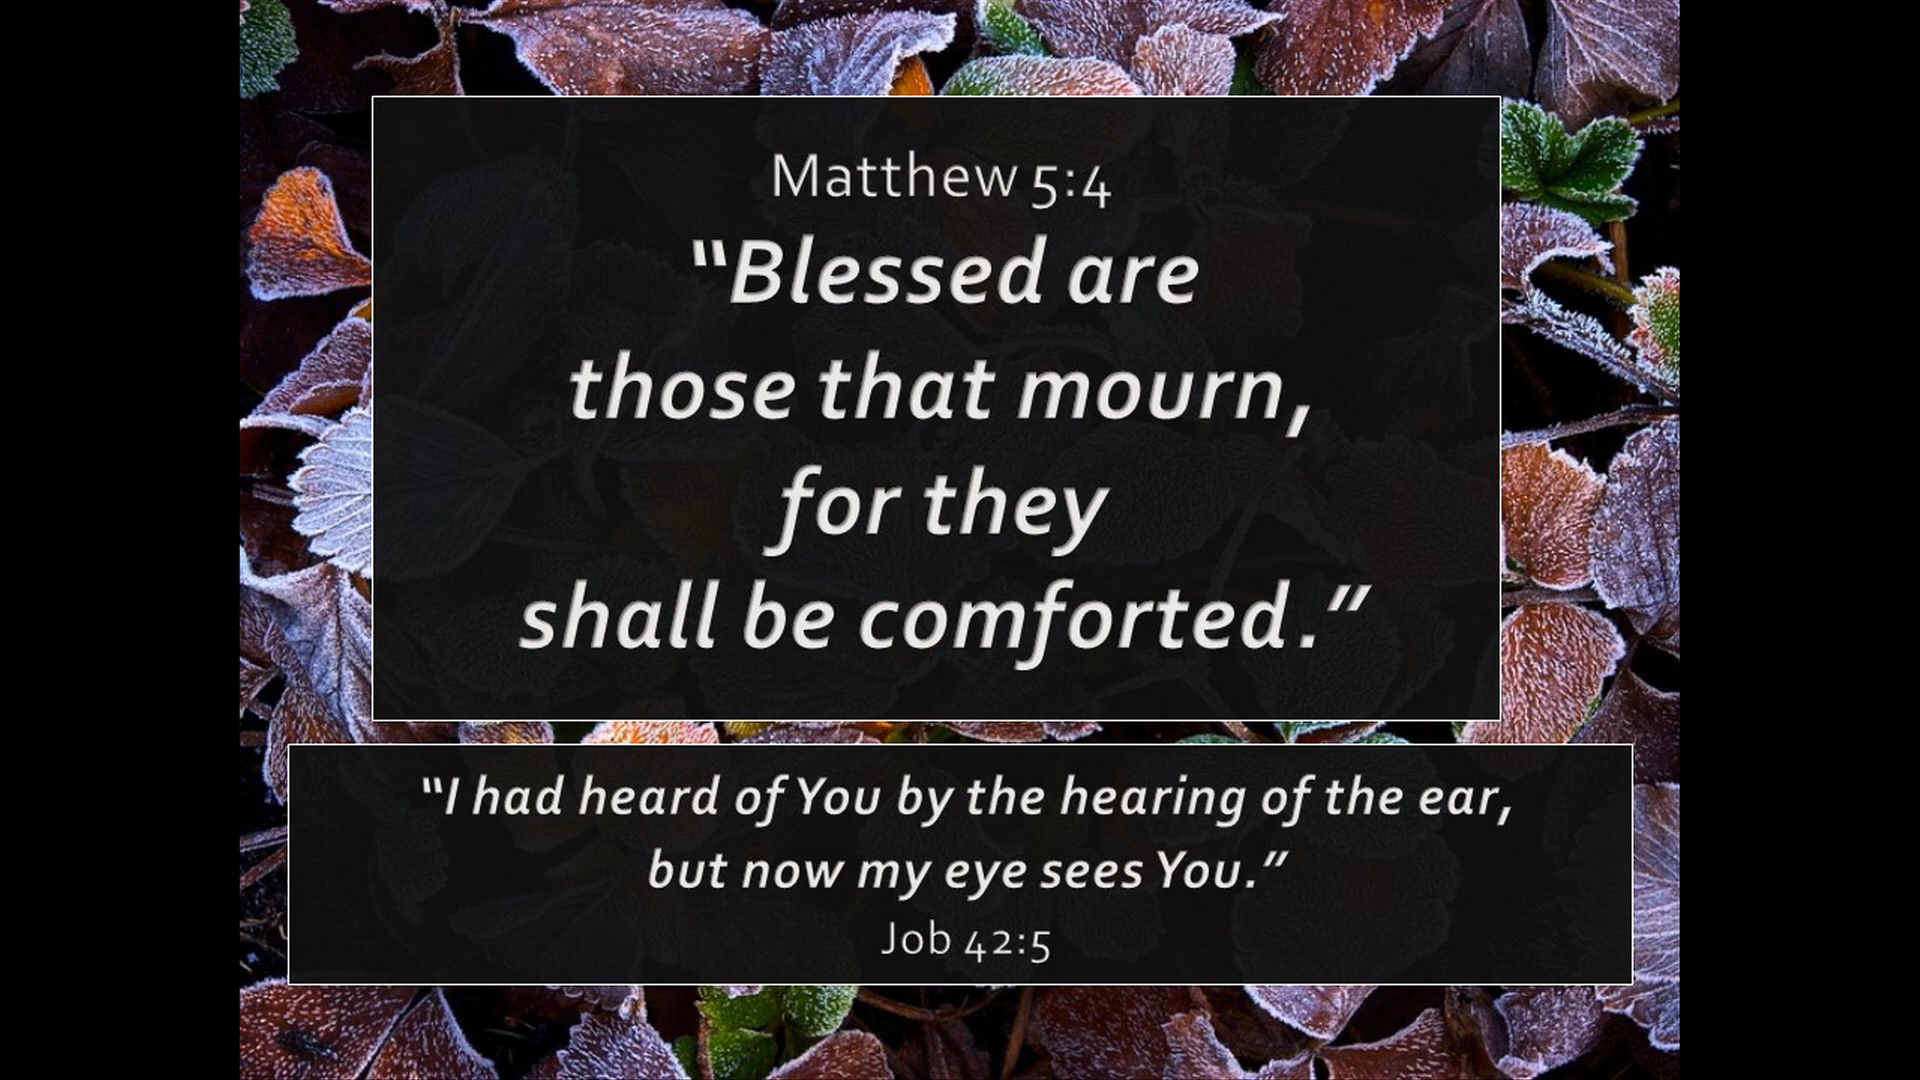 Matthew 5:4
“Blessed are
those that mourn,
for they
shall be comforted.”
“I had heard of You by the hearing of the ear,
but now my eye sees You.”
Job 42:5